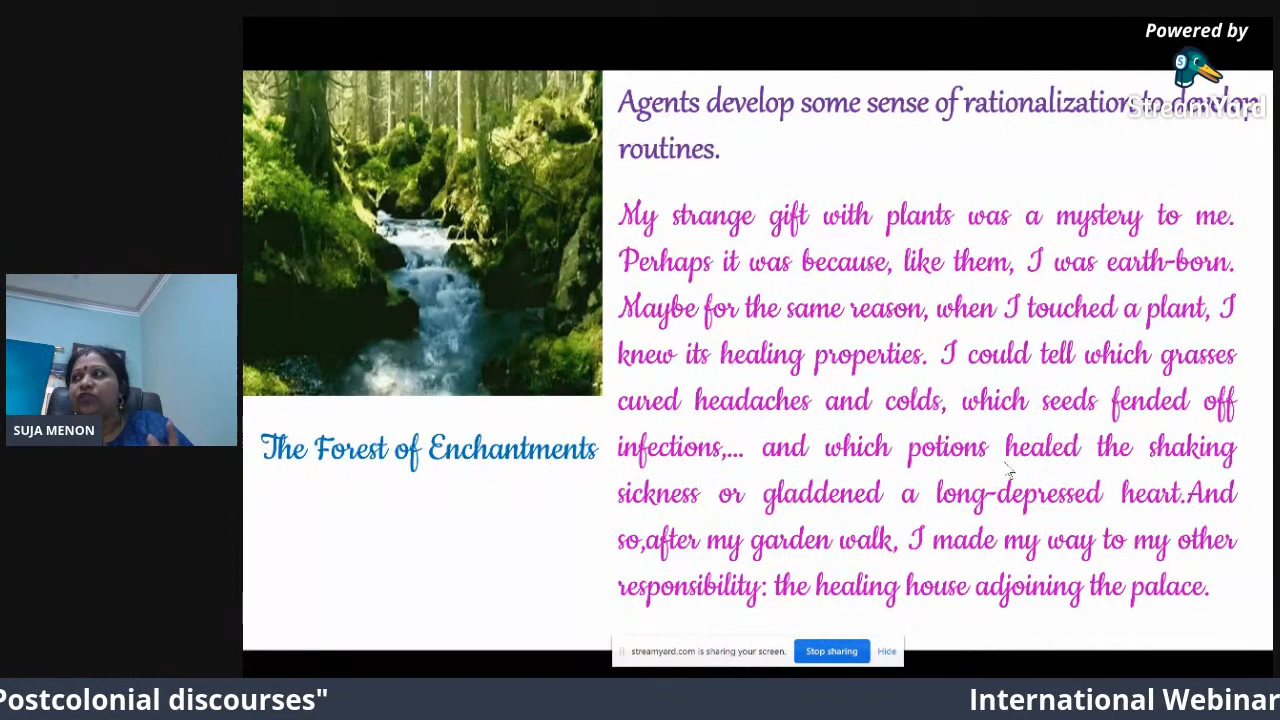 Powered by
StreamYard
Agents develop some sense of rationalization to develop
routines.
My strange gift with plants was a mystery to me.
Perhaps it was because, like them, I was earth-born.
Maybe for the same reason, when I touched a plant, I
knew its healing properties. I could tell which grasses
cured headaches and colds, which seeds fended off
infections,... and which potions healed the shaking
sickness or gladdened a long-depressed heart.And
so,after my garden walk, I made my way to my other
responsibility: the healing house adjoining the palace.
The Forest of Enchantments
SUJA MENON
streamyard.com is sharing your screen. Stop sharing Hide
Postcolonial discourses" International Webinar